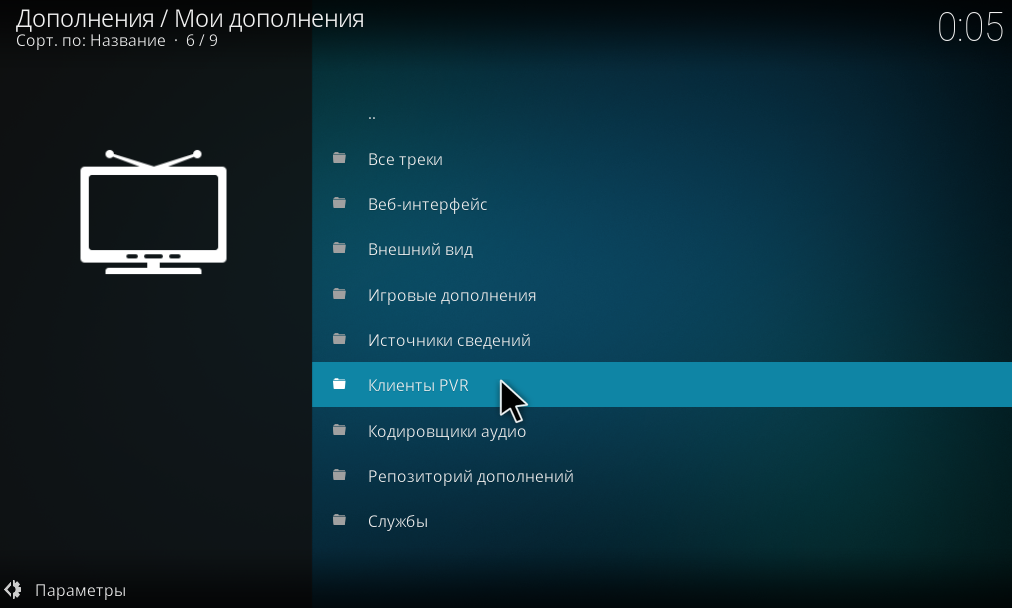 Дополнения / Мои дополнения
Сорт. по: Название · 6 / 9
0:05
..
Все треки
Веб-интерфейс
Внешний вид
Игровые дополнения
Источники сведений
Клиенты PVR
Кодировщики аудио
Репозиторий дополнений
Службы
Параметры